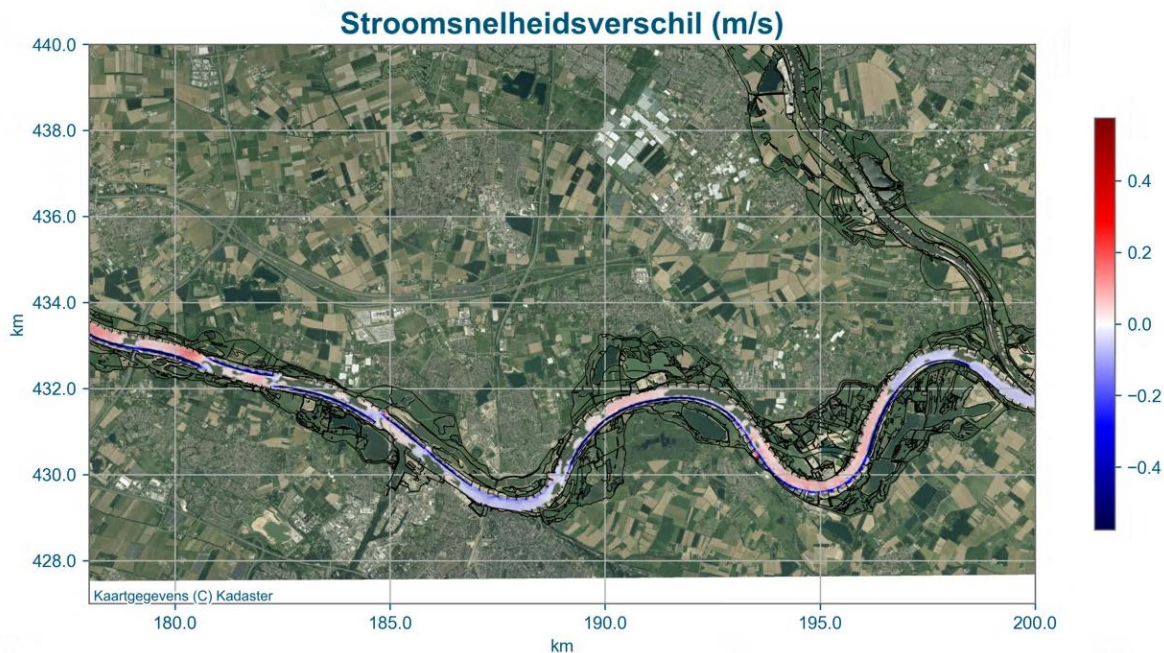 Stroomsnelheidsverschil (m/s)
440.0
438.0
436.0
434.0
432.0
430.0
428.0
km
0.4
0.2
0.0
−0.2
−0.4
Kaartgegevens (C) Kadaster
180.0 185.0 190.0 195.0 200.0
km